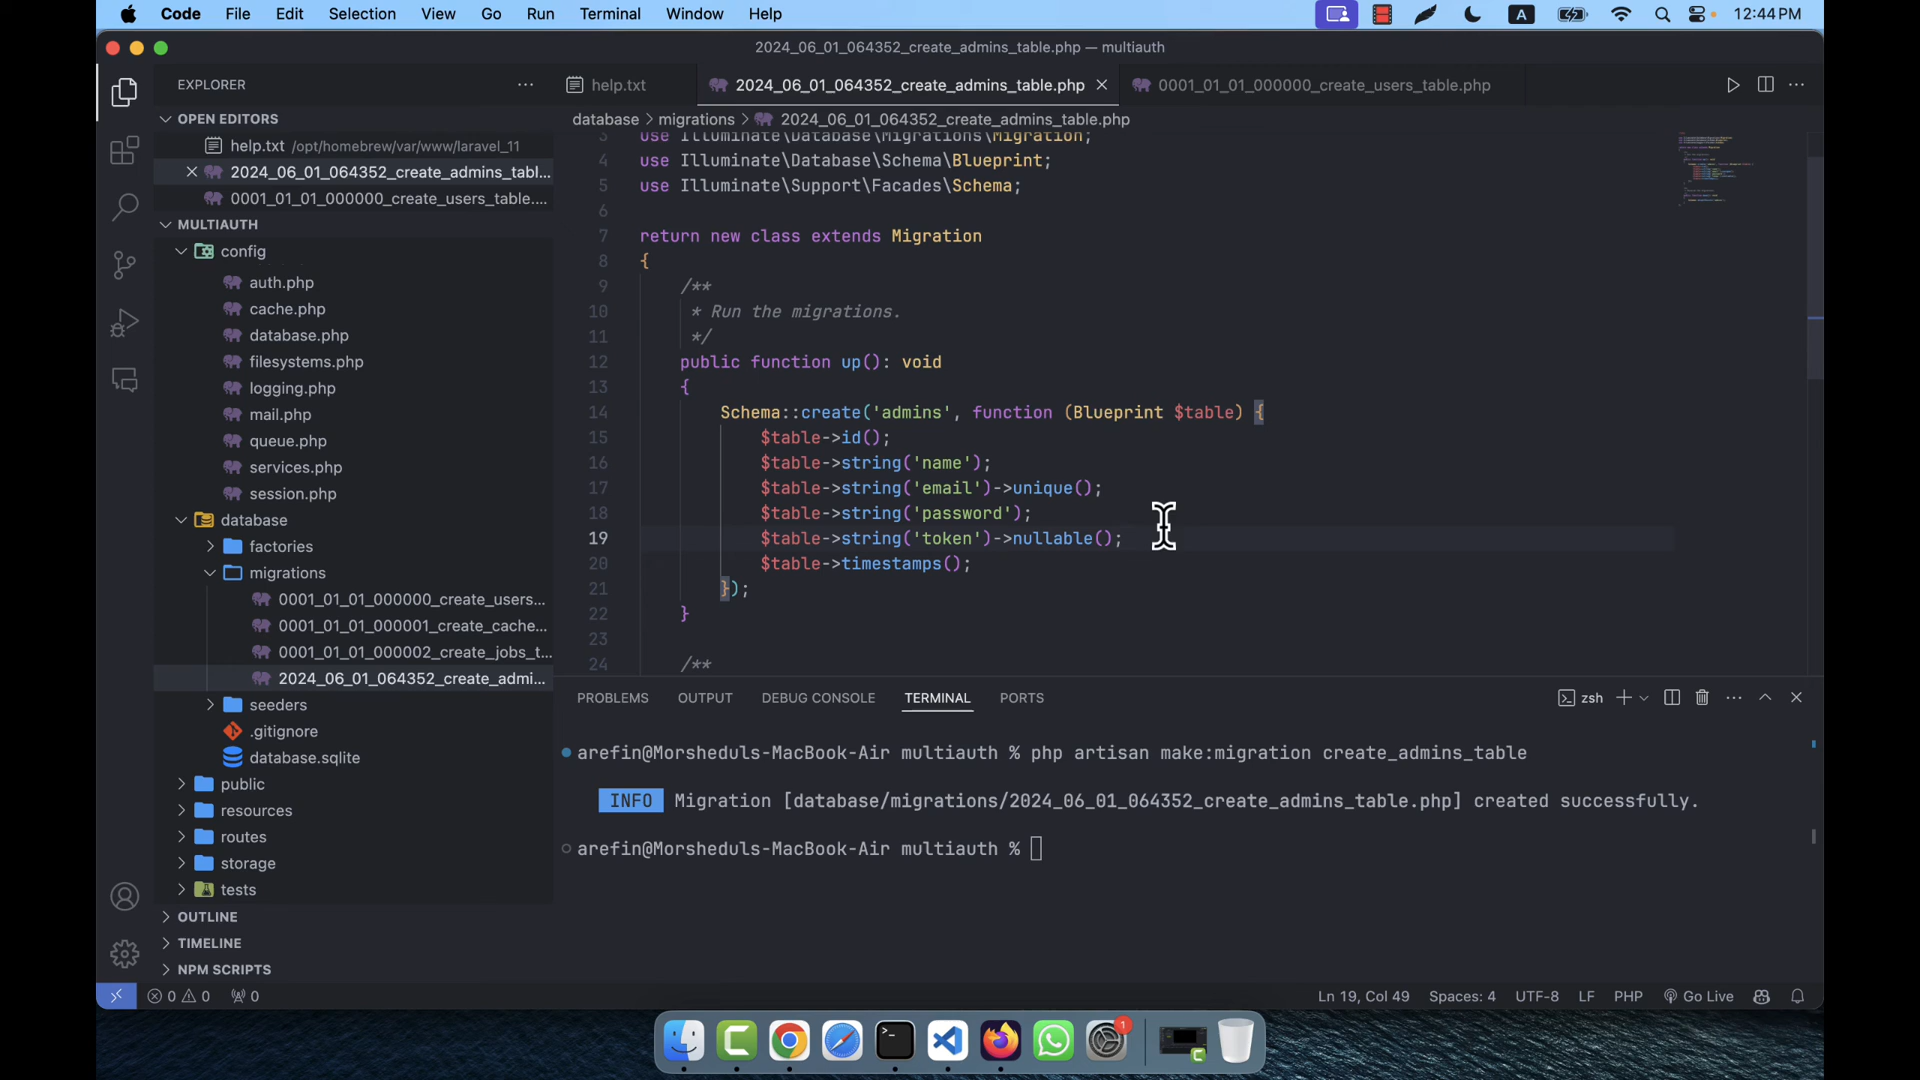 Code File Edit Selection View Go Run Terminal Window Help A 12:44 PM
2024_06_01_064352_create_admins_table.php — multiauth
EXPLORER
help.txt
2024_06_01_064352_create_admins_table.php
0001_01_01_000000_create_users_table.php
OPEN EDITORS
help.txt /opt/homebrew/var/www/laravel_11
2024_06_01_064352_create_admins_tabl...
0001_01_01_000000_create_users_table....
MULTIAUTH
config
auth.php
cache.php
database.php
filesystems.php
logging.php
mail.php
queue.php
services.php
session.php
database
factories
migrations
0001_01_01_000000_create_users...
0001_01_01_000001_create_cache...
0001_01_01_000002_create_jobs_t...
2024_06_01_064352_create_admi...
seeders
.gitignore
database.sqlite
public
resources
routes
storage
tests
OUTLINE
TIMELINE
NPM SCRIPTS
database > migrations > 2024_06_01_064352_create_admins_table.php
3 use Illuminate\Database\Migrations\Migration;
4 use Illuminate\Database\Schema\Blueprint;
5 use Illuminate\Support\Facades\Schema;
6
7 return new class extends Migration
8 {
9 /**
10 * Run the migrations.
11 */
12 public function up(): void
13 {
14 Schema::create('admins', function (Blueprint $table) {
15 $table->id();
16 $table->string('name');
17 $table->string('email')->unique();
18 $table->string('password');
19 $table->string('token')->nullable();
20 $table->timestamps();
21 });
22 }
23
24 /**
PROBLEMS OUTPUT DEBUG CONSOLE TERMINAL PORTS zsh
arefin@Morsheduls-MacBook-Air multiauth % php artisan make:migration create_admins_table
INFO Migration [database/migrations/2024_06_01_064352_create_admins_table.php] created successfully.
arefin@Morsheduls-MacBook-Air multiauth %
0 0 0 Ln 19, Col 49 Spaces: 4 UTF-8 LF PHP Go Live
1